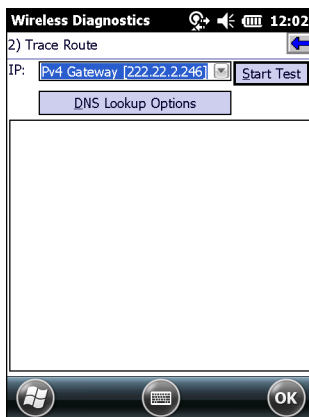 Wireless Diagnostics 12:02
2) Trace Route
IP: Pv4 Gateway [222.22.2.246] Start Test
DNS Lookup Options
OK